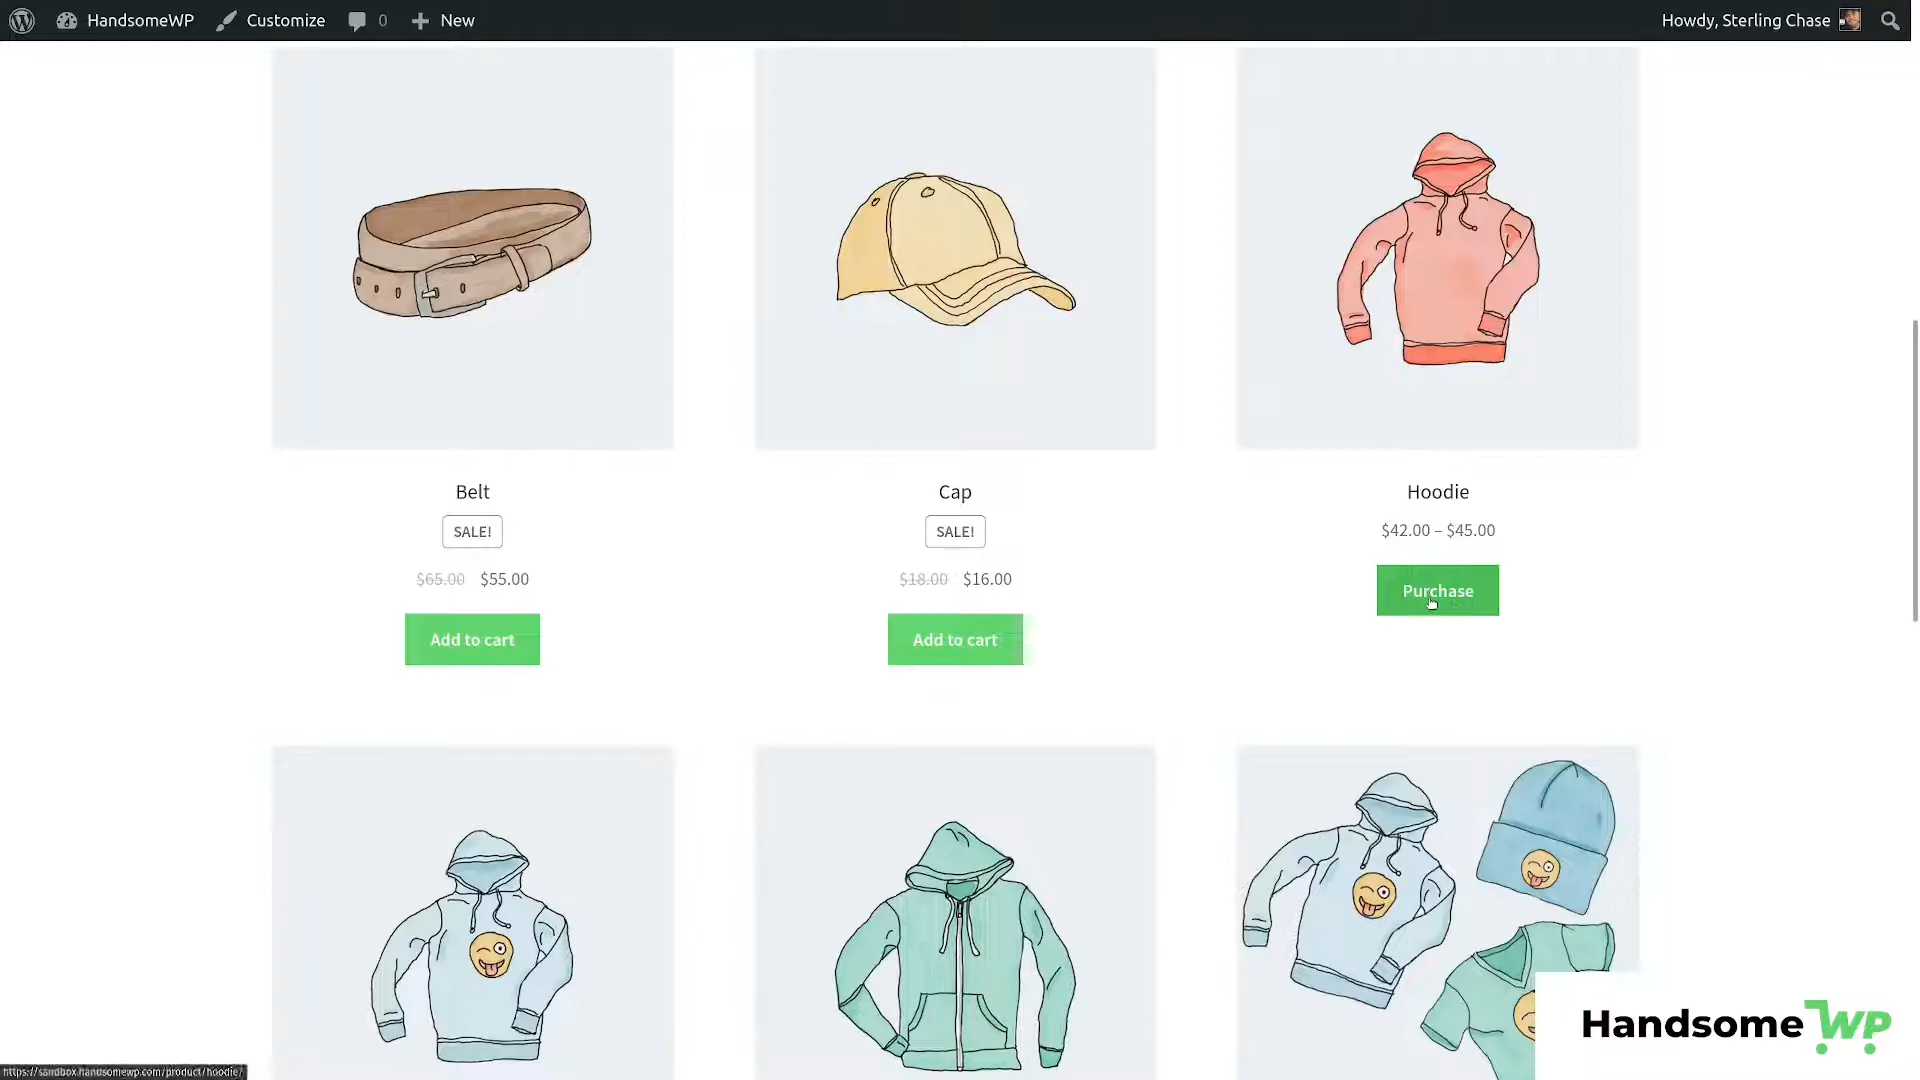 HandsomeWP Customize 0 New Howdy, Sterling Chase
Belt Cap Hoodie
SALE! SALE! $42.00 – $45.00
$65.00 $55.00 $18.00 $16.00
Purchase
Add to cart Add to cart
HandsomeWP
https://sandbox.handsomewp.com/product/hoodie/